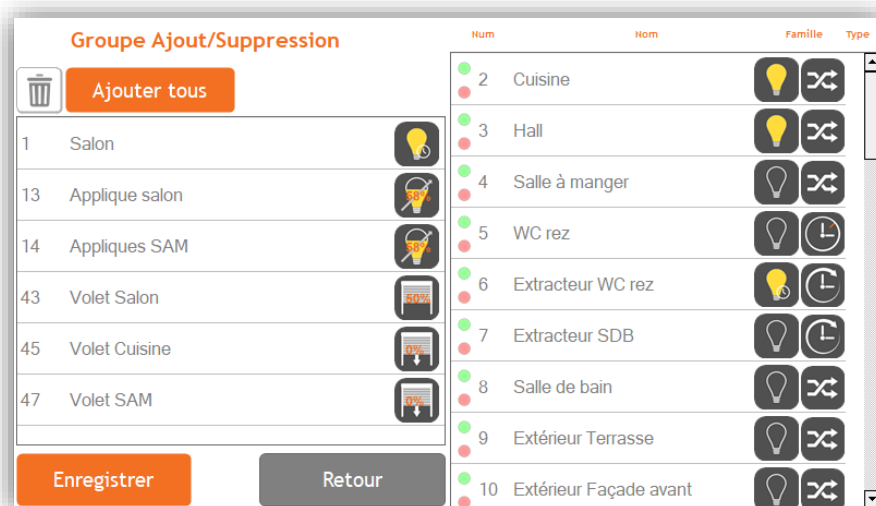 Groupe Ajout/Suppression
Ajouter tous
1 Salon
13 Applique salon 58%
14 Appliques SAM 58%
43 Volet Salon 50%
45 Volet Cuisine 0%
47 Volet SAM 0%
Enregistrer Retour
Num Nom Famille Type
2 Cuisine
3 Hall
4 Salle à manger
5 WC rez
6 Extracteur WC rez
7 Extracteur SDB
8 Salle de bain
9 Extérieur Terrasse
10 Extérieur Façade avant